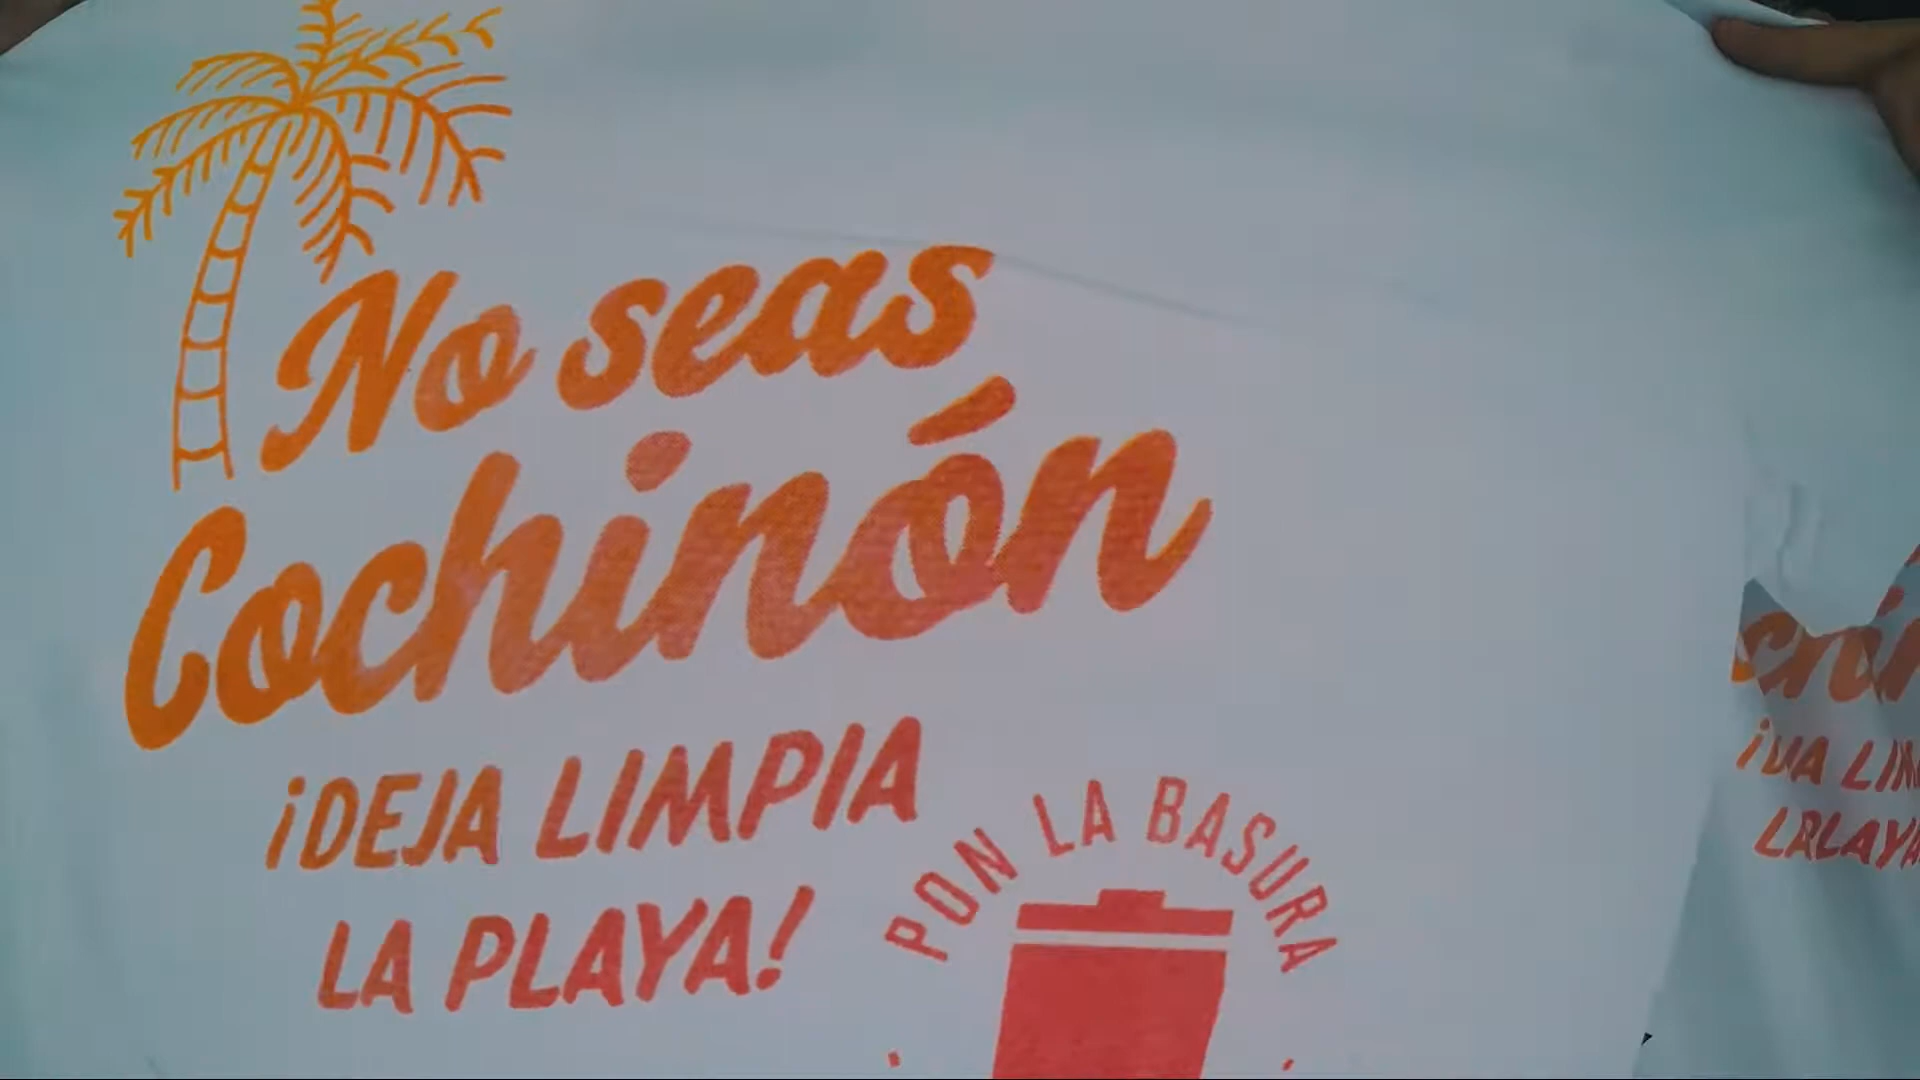 No seas
Cochinón
¡DEJA LIMPIA
LA PLAYA!
PON LA BASURA